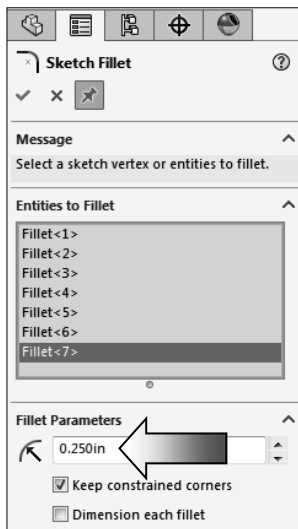 Sketch Fillet
Message
Select a sketch vertex or entities to fillet.
Entities to Fillet
Fillet<1>
Fillet<2>
Fillet<3>
Fillet<4>
Fillet<5>
Fillet<6>
Fillet<7>
Fillet Parameters
0.250in
Keep constrained corners
Dimension each fillet